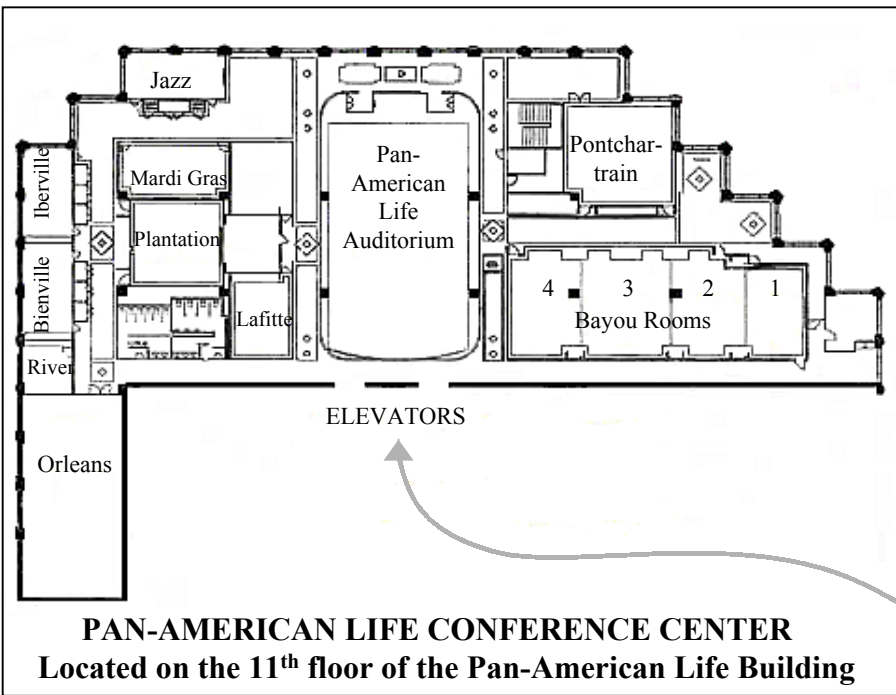 Jazz
Iberville
Mardi Gras
Plantation
Bienville
Lafitte
River
Orleans
Pan-
American
Life
Auditorium
Pontchar-
train
4 3 2 1
Bayou Rooms
ELEVATORS
PAN-AMERICAN LIFE CONFERENCE CENTER
Located on the 11th floor of the Pan-American Life Building